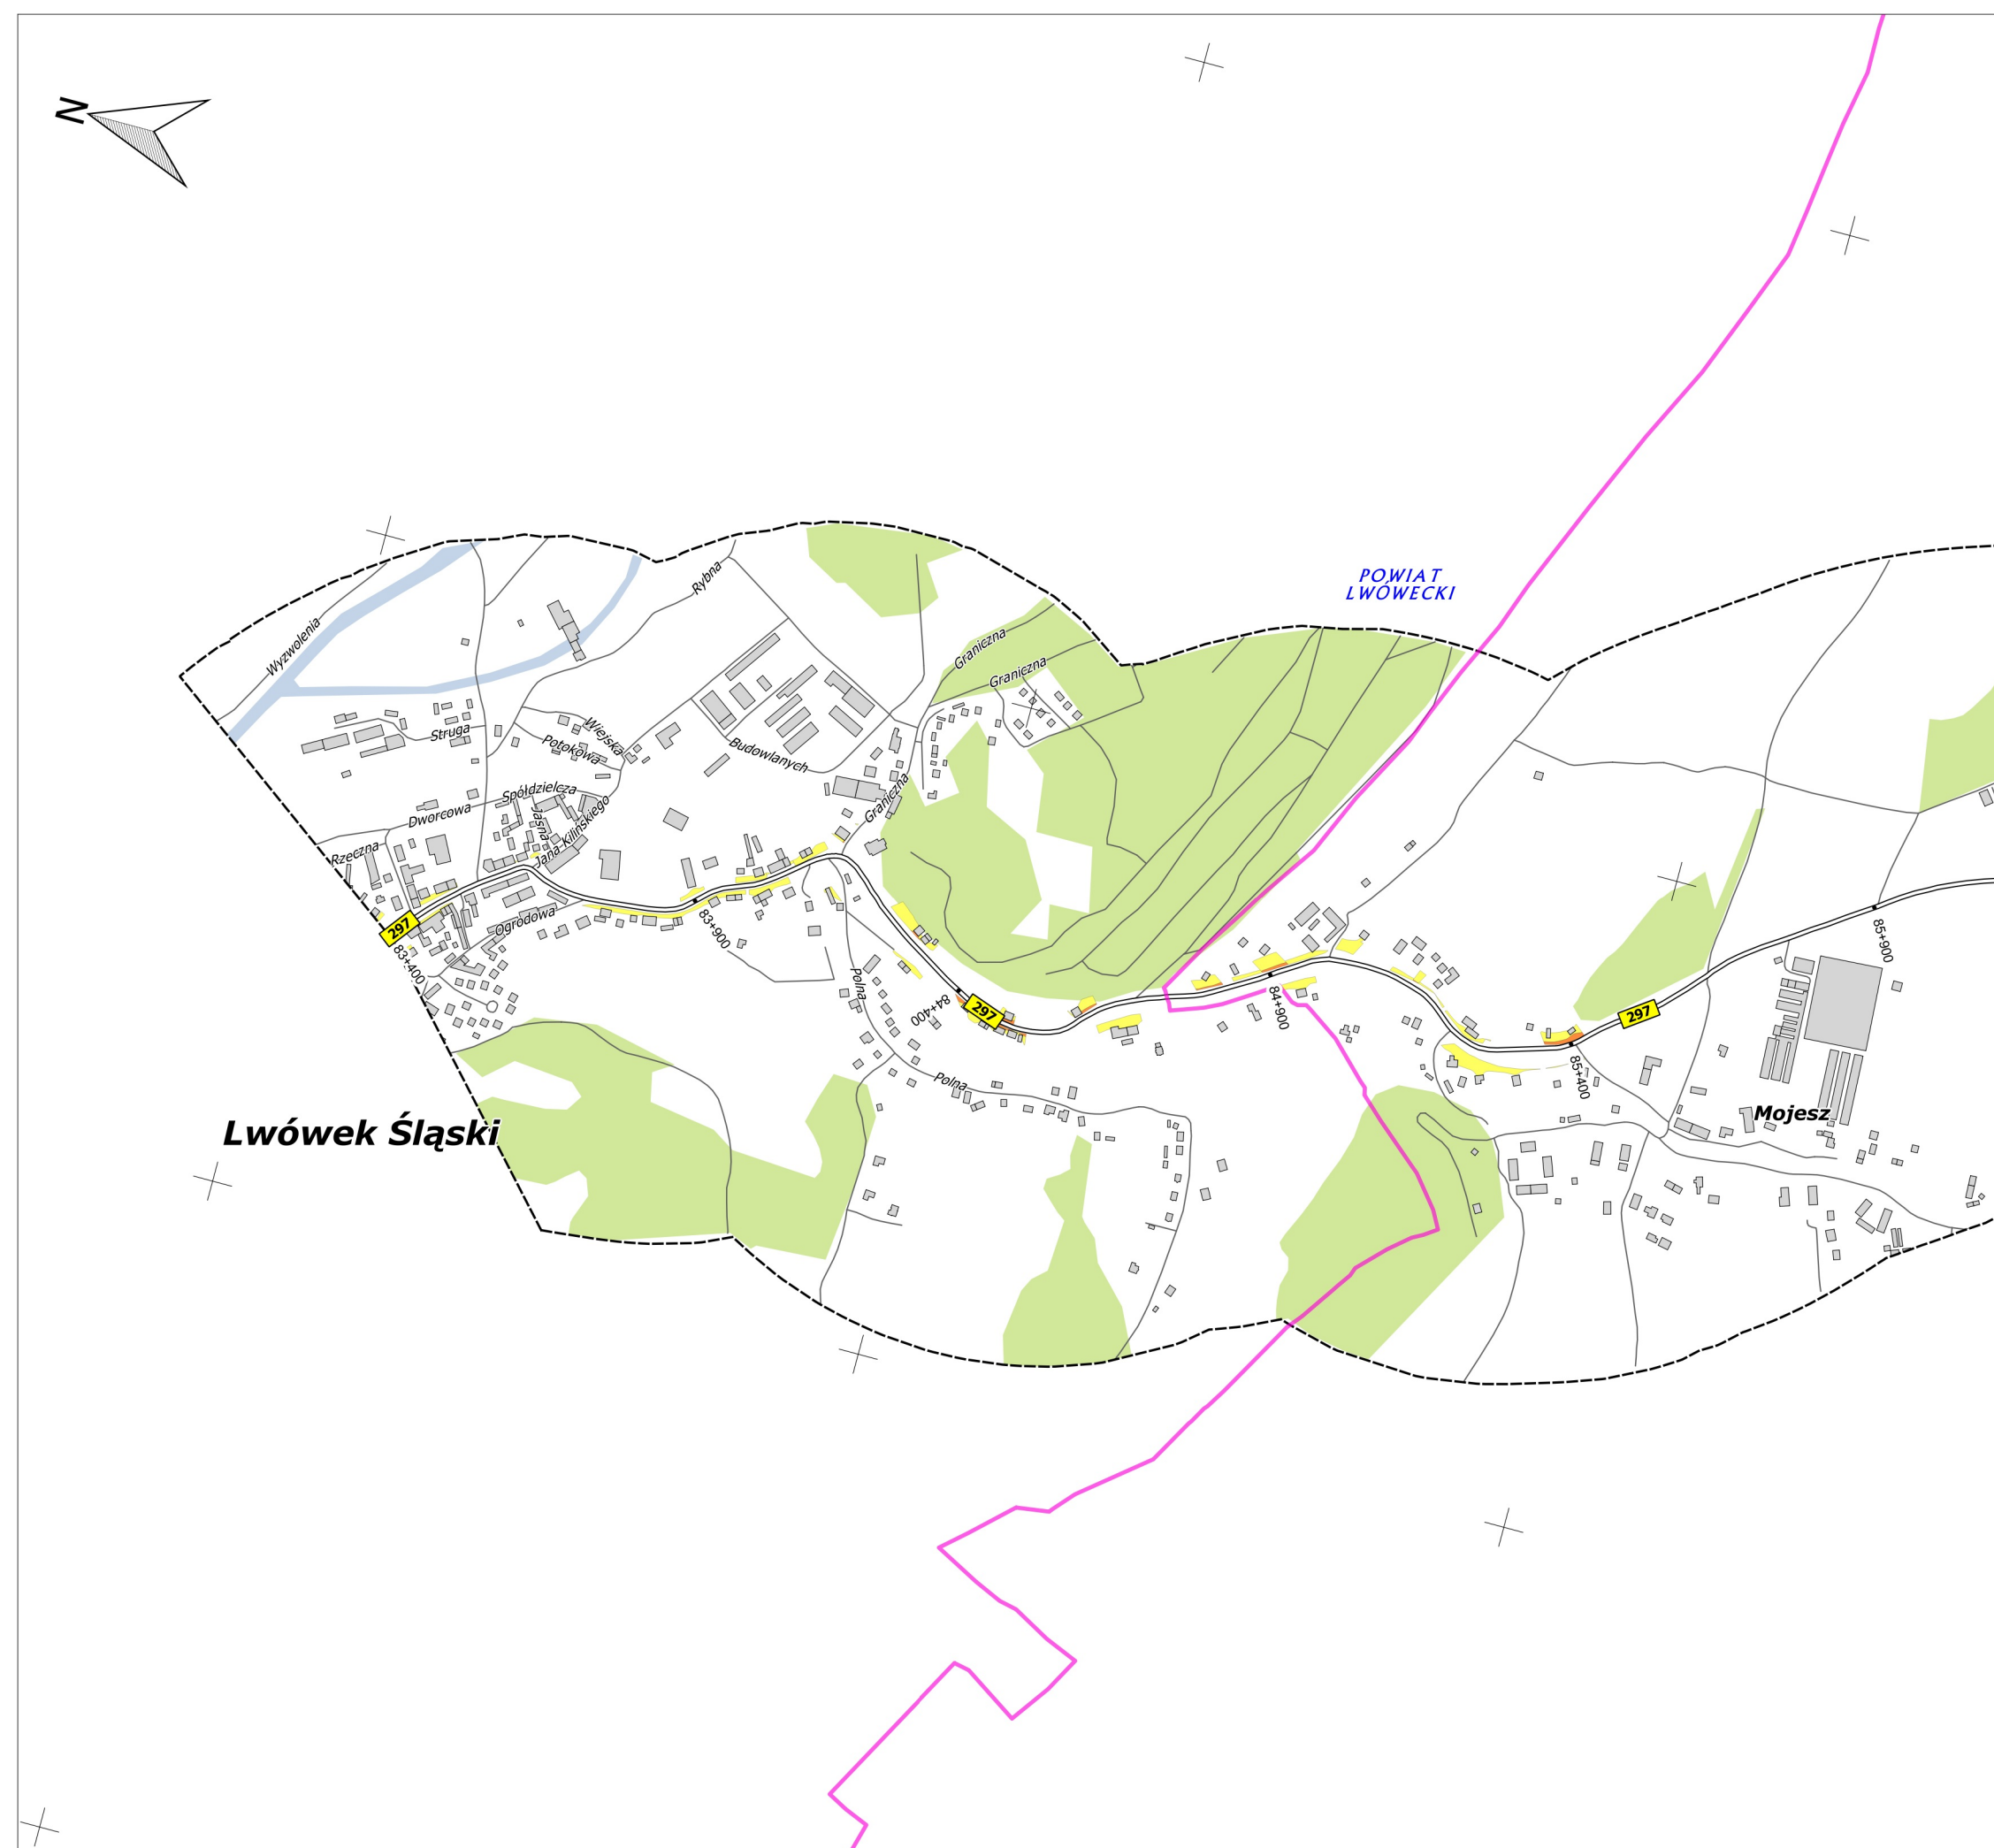 N
POWIAT
LWÓWECKI
Wyzwolenia
Rybna
Graniczna
Graniczna
Struga
Wiejska
Potokowa
Budowlanych
Spółdzielcza
Graniczna
Dworcowa
Jasna
Jana Kilińskiego
Rzeczna
297
Ogrodowa
83+900
83+400
85+900
Polna
84+400
297
84+900
297
85+400
Polna
Mojesz
Lwówek Śląski